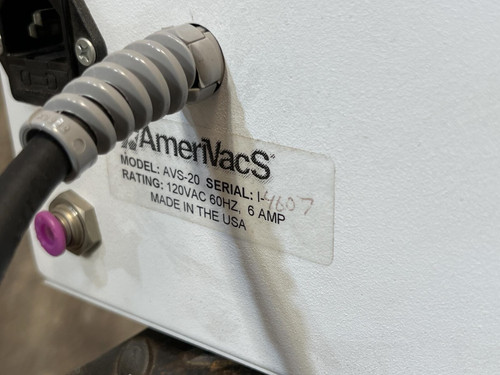 AmeriVacS
MODEL: AVS-20 SERIAL: I-4607
RATING: 120VAC 60HZ, 6 AMP
MADE IN THE USA